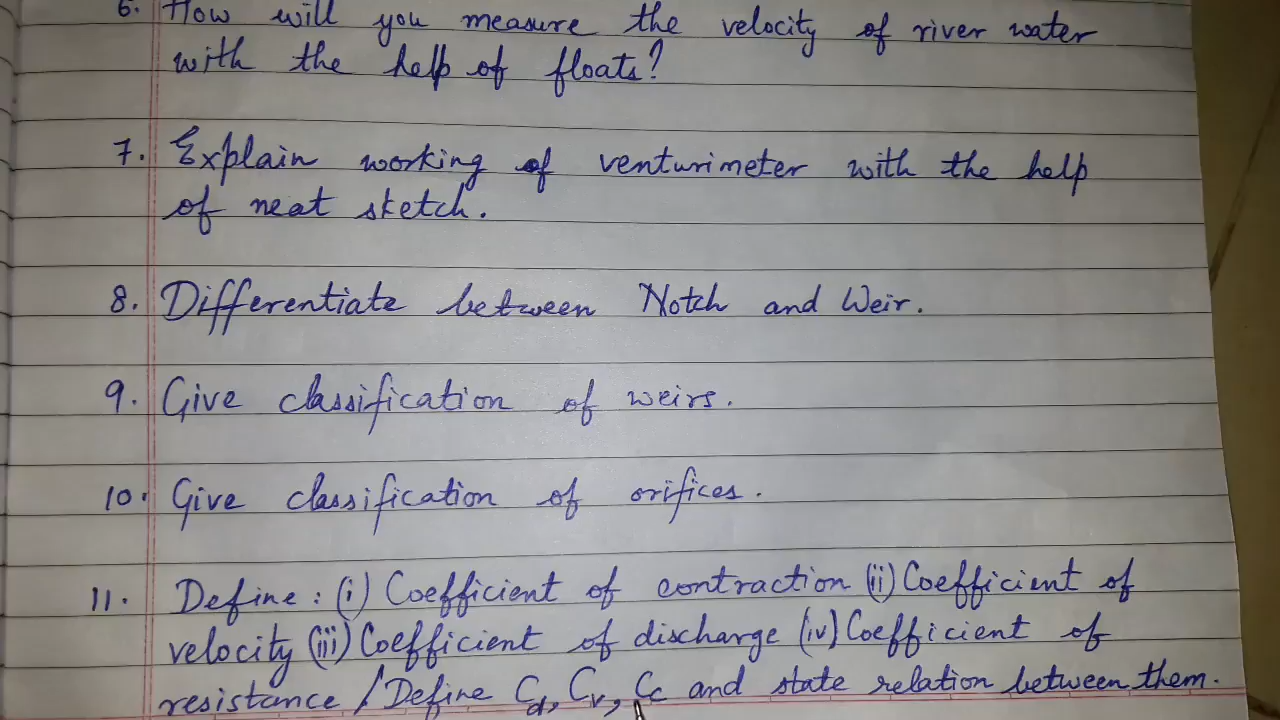 6. How will you measure the velocity of river water
with the help of floats?
7. Explain working of venturimeter with the help
of neat sketch.
8. Differentiate between Notch and Weir.
9. Give classification of weirs.
10. Give classification of orifices.
11. Define : (i) Coefficient of contraction (ii) Coefficient of
velocity (iii) Coefficient of discharge (iv) Coefficient of
resistance / Define Cd, Cv, Cc and state relation between them.